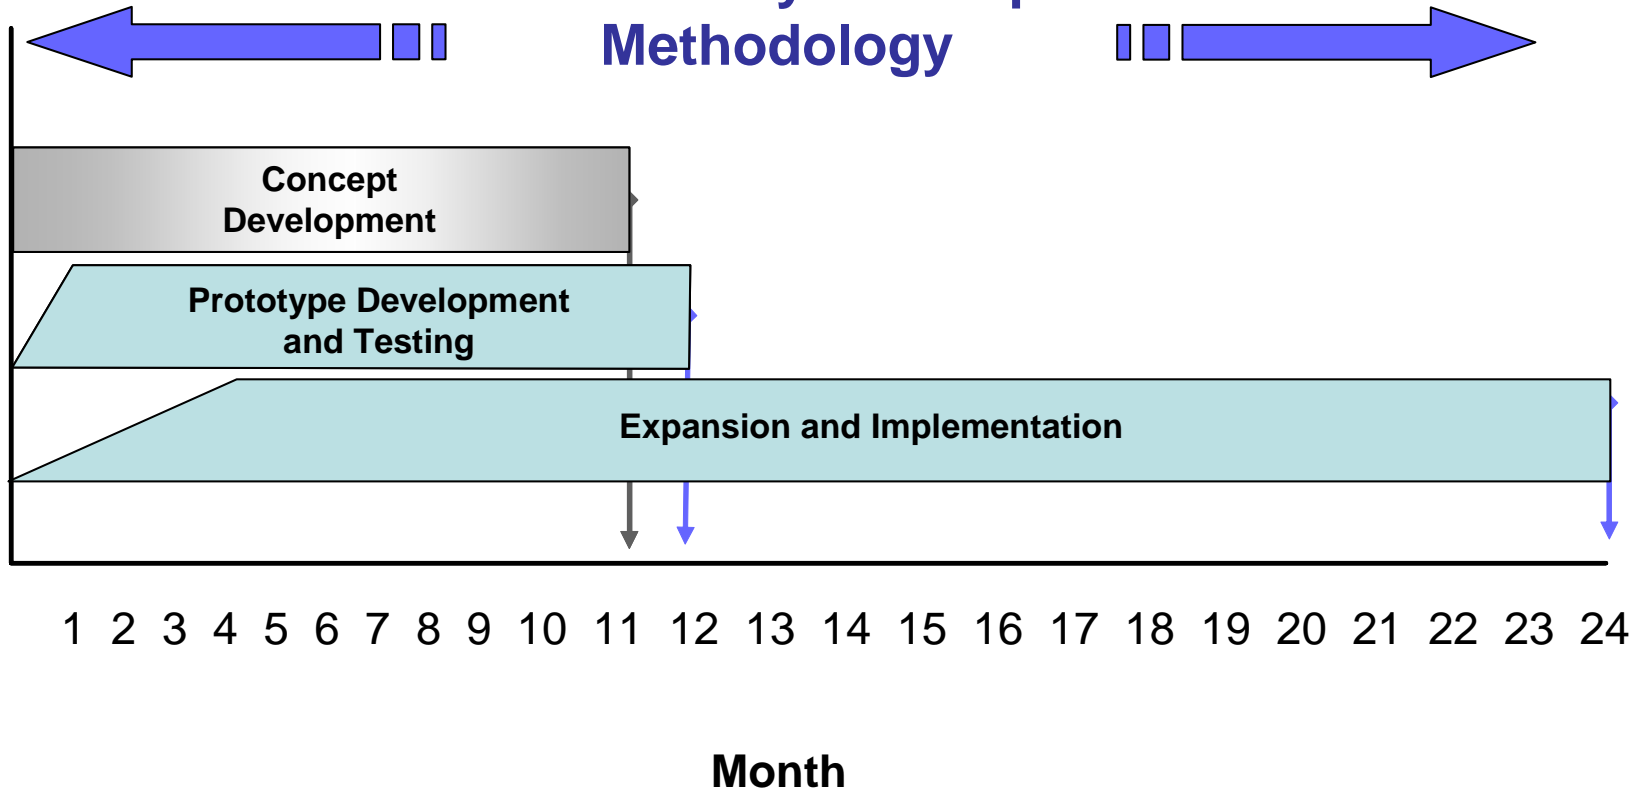 Methodology
Concept
Development
Prototype Development
and Testing
Expansion and Implementation
1 2 3 4 5 6 7 8 9 10 11 12 13 14 15 16 17 18 19 20 21 22 23 24
Month